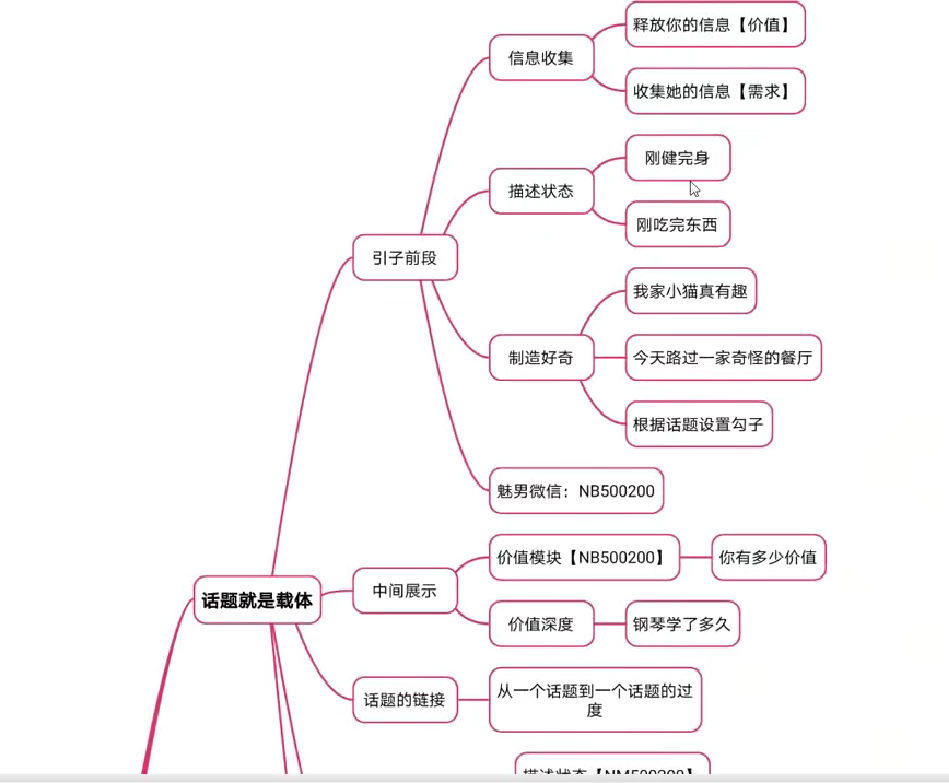 释放你的信息【价值】
信息收集
收集她的信息【需求】
刚健完身
描述状态
刚吃完东西
引子前段
我家小猫真有趣
制造好奇
今天路过一家奇怪的餐厅
根据话题设置勾子
魅男微信：NB500200
价值模块【NB500200】
你有多少价值
中间展示
话题就是载体
价值深度
钢琴学了多久
话题的链接
从一个话题到一个话题的过
度